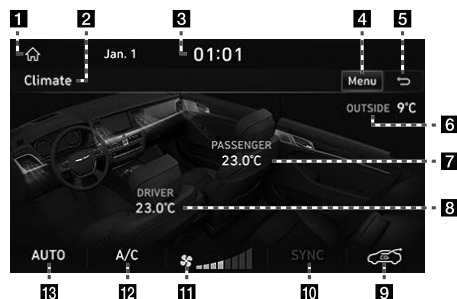 1 2 3 4 5
Jan. 1 01:01
Climate Menu
OUTSIDE 9°C
6
PASSENGER
23.0°C 7
DRIVER
23.0°C 8
AUTO A/C SYNC
13 12 11 10 9